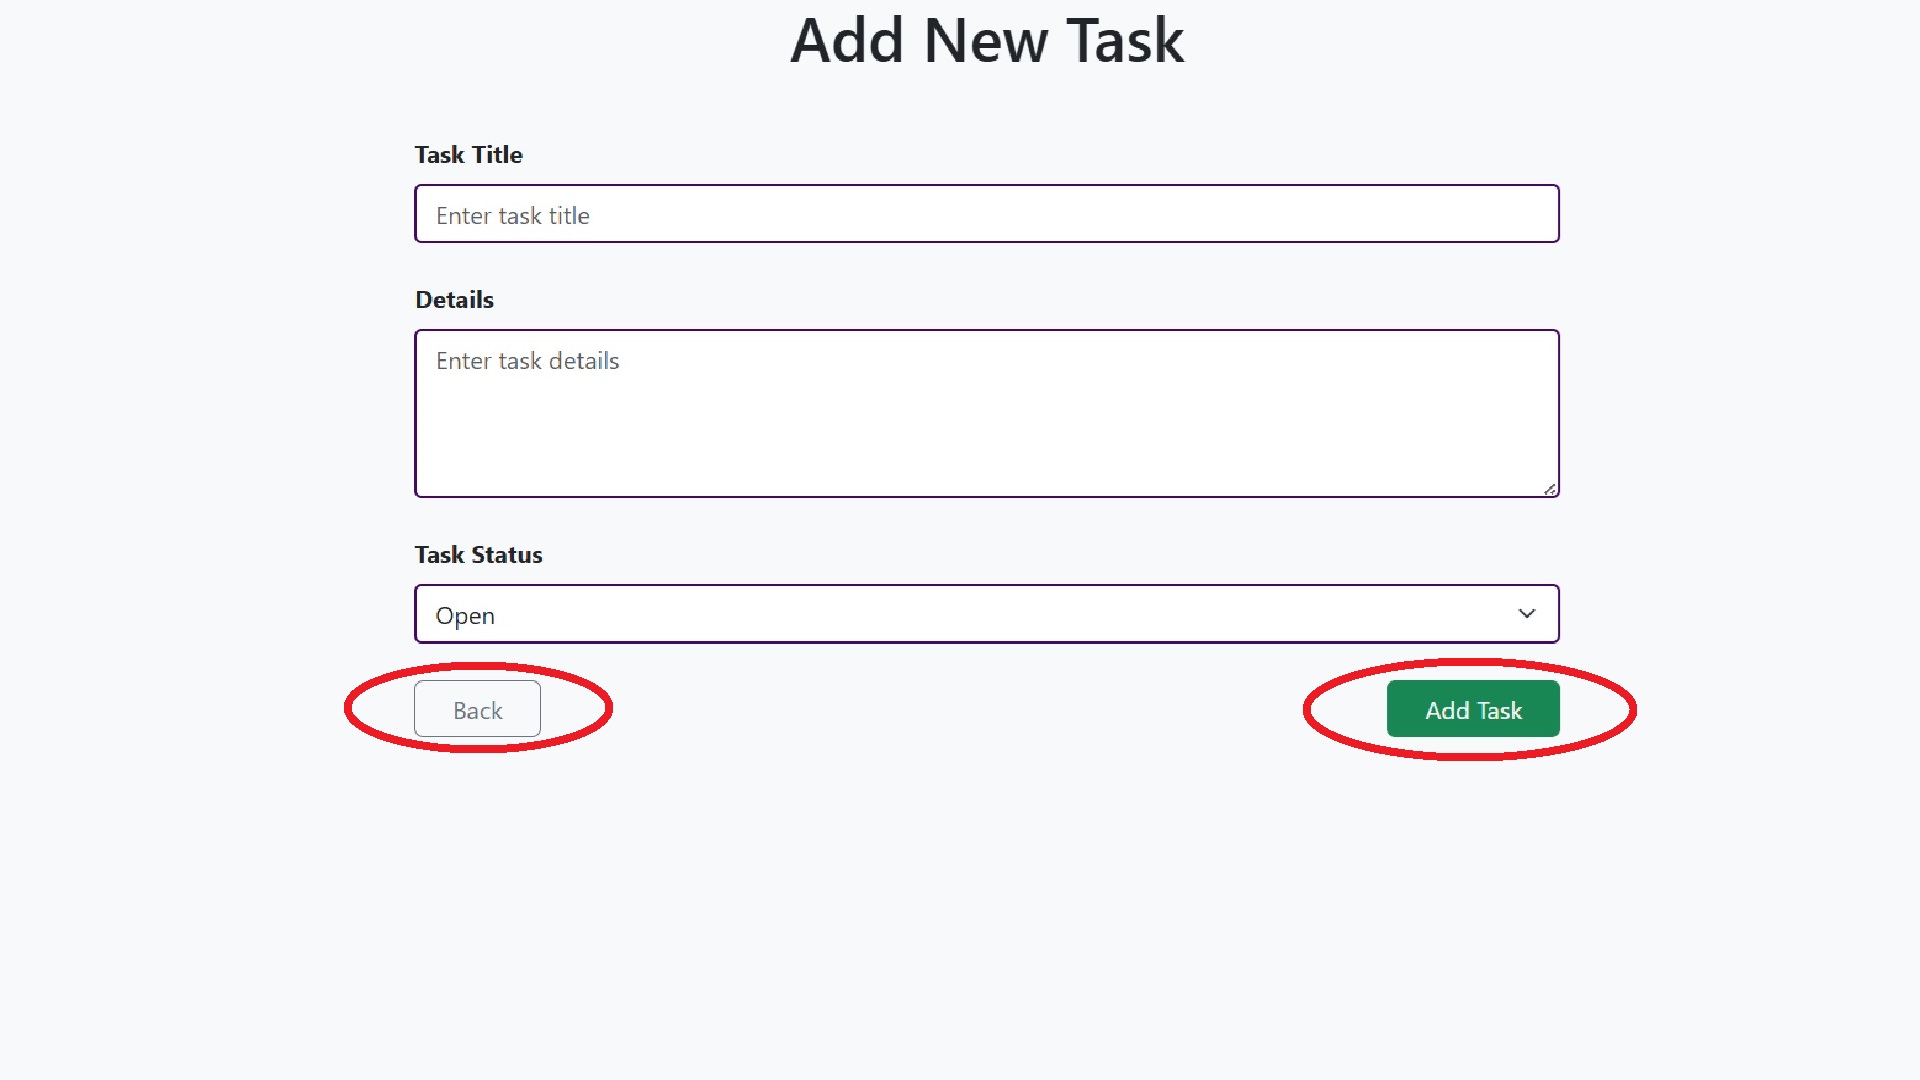 Add New Task
Task Title
Enter task title
Details
Enter task details
Task Status
Open
Back
Add Task